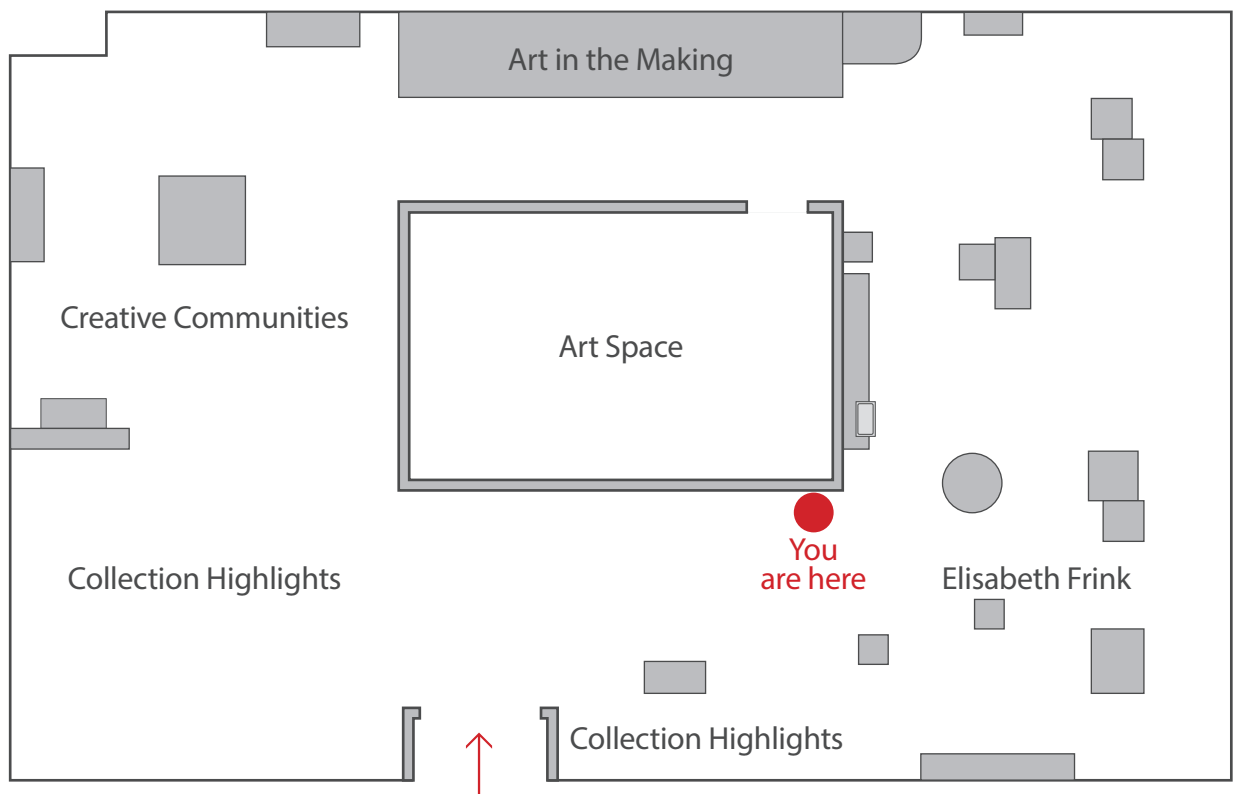 Art in the Making
Creative Communities
Art Space
You
are here
Collection Highlights
Elisabeth Frink
Collection Highlights